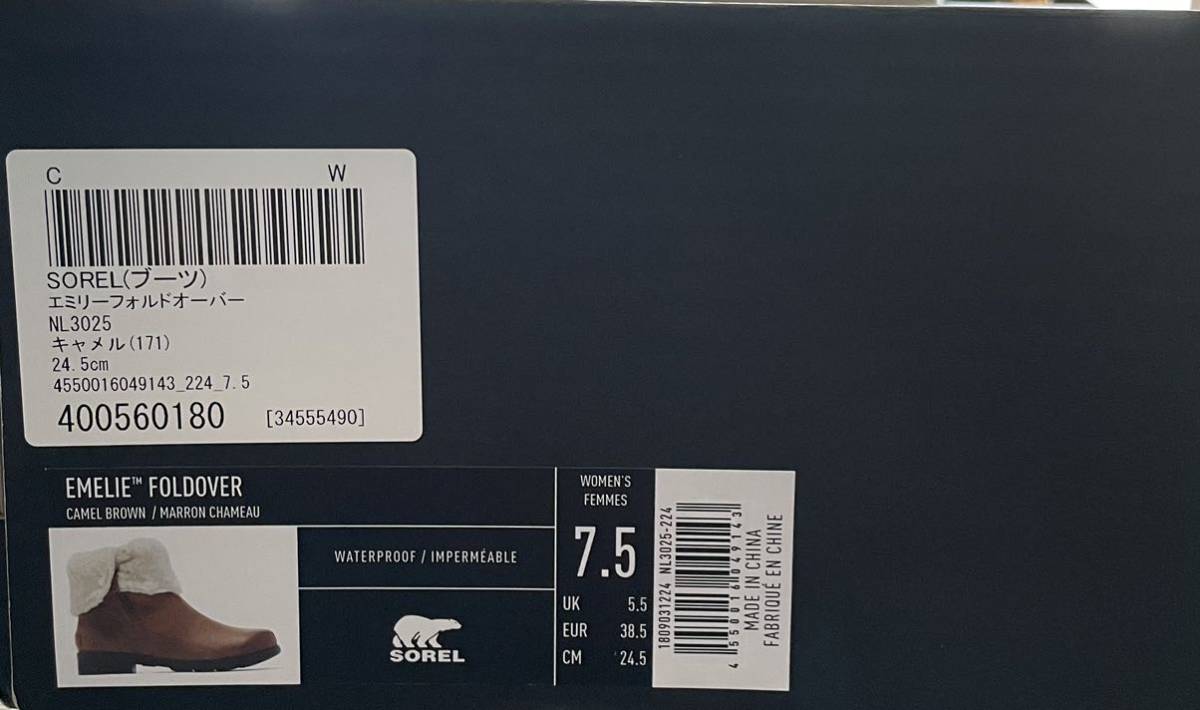 C W
SOREL(ブーツ)
エミリーフォルドオーバー
NL3025
キャメル(171)
24.5cm
4550016049143_224_7.5
400560180 [34555490]
EMELIE™ FOLDOVER
CAMEL BROWN / MARRON CHAMEAU
WATERPROOF / IMPERMÉABLE
SOREL
WOMEN'S
FEMMES
7.5
UK 5.5
EUR 38.5
CM 24.5
1809031224 NL3025-224
4 550016 049143
MADE IN CHINA
FABRIQUÉ EN CHINE